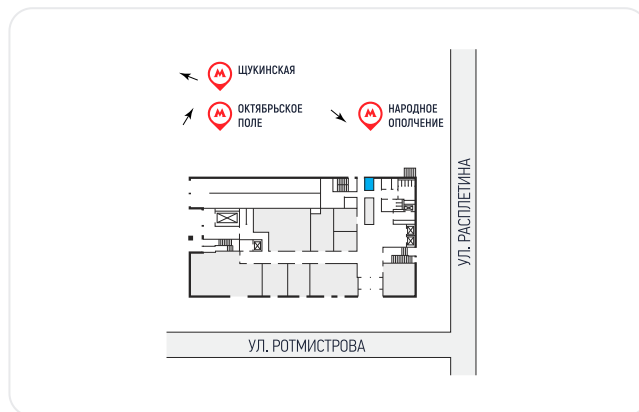 ЩУКИНСКАЯ
ОКТЯБРЬСКОЕ
ПОЛЕ
НАРОДНОЕ
ОПОЛЧЕНИЕ
УЛ. РАСПЛЕТИНА
УЛ. РОТМИСТРОВА